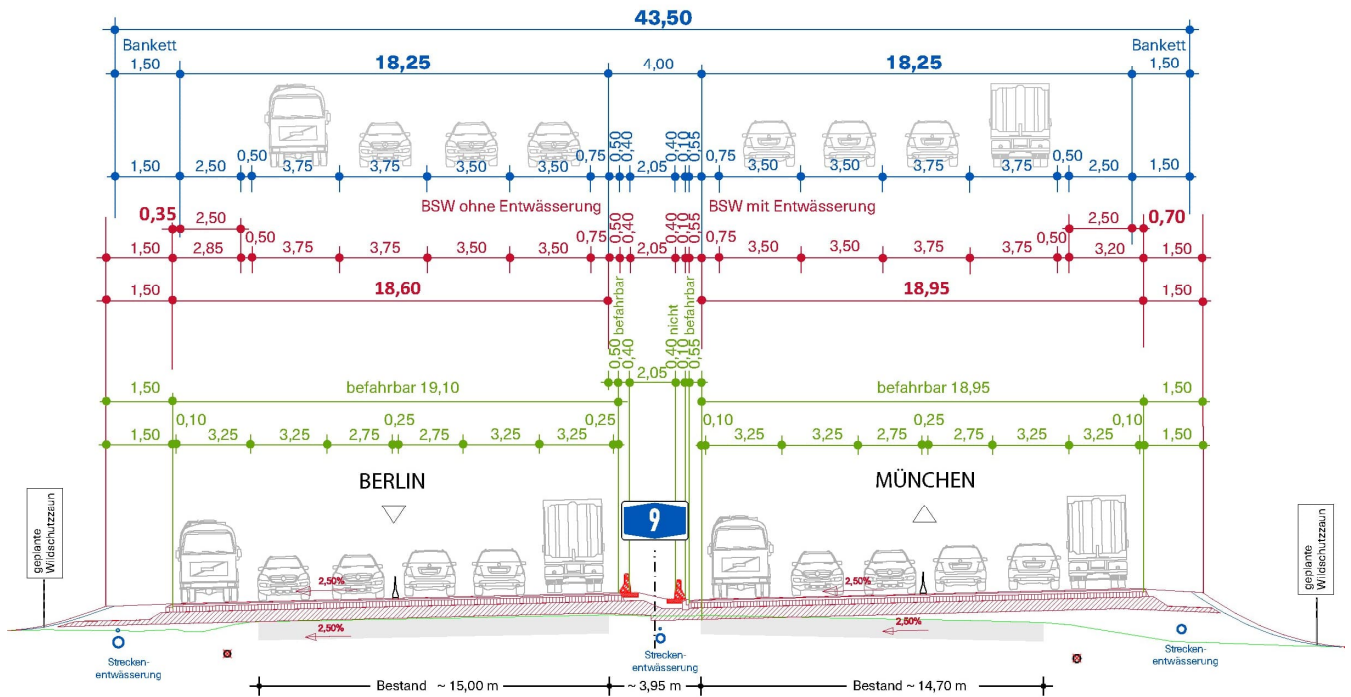 43,50
Bankett Bankett
1,50 18,25 4,00 18,25 1,50
0,50 0,40 0,40 0,10 0,55
1,50 2,50 0,50 3,75 3,75 3,50 3,50 0,75 2,05 0,75 3,50 3,50 3,75 3,75 0,50 2,50 1,50
BSW ohne Entwässerung BSW mit Entwässerung
0,35 2,50 2,50 0,70
0,50 0,40 0,40 0,10 0,55
1,50 2,85 0,50 3,75 3,75 3,50 3,50 0,75 2,05 0,75 3,50 3,50 3,75 3,75 0,50 3,20 1,50
1,50 18,60 18,95 1,50
befahrbar nicht befahrbar
0,50 0,40 0,40 0,10 0,55
2,05
1,50 befahrbar 19,10 befahrbar 18,95 1,50
0,10 0,25 0,25 0,10 0,25 0,10
1,50 3,25 3,25 2,75 2,75 3,25 3,25 3,25 3,25 2,75 2,75 3,25 3,25 1,50
BERLIN MÜNCHEN
9
geplante
Wildschutzzaun
geplante
Wildschutzzaun
2,50% 2,50%
2,50% 2,50%
Strecken-
entwässerung
Strecken-
entwässerung
Strecken-
entwässerung
Bestand ~ 15,00 m ~ 3,95 m Bestand ~ 14,70 m